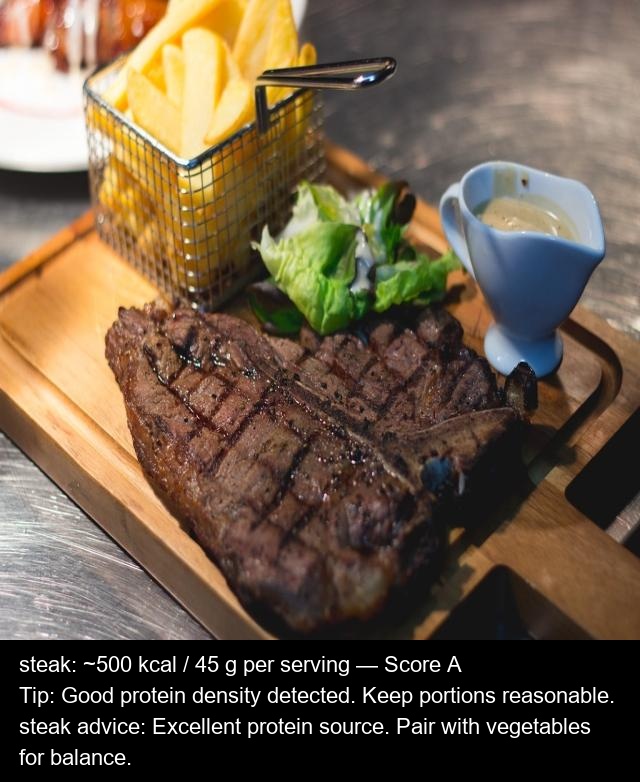 steak: ~500 kcal / 45 g per serving — Score A
Tip: Good protein density detected. Keep portions reasonable.
steak advice: Excellent protein source. Pair with vegetables
for balance.